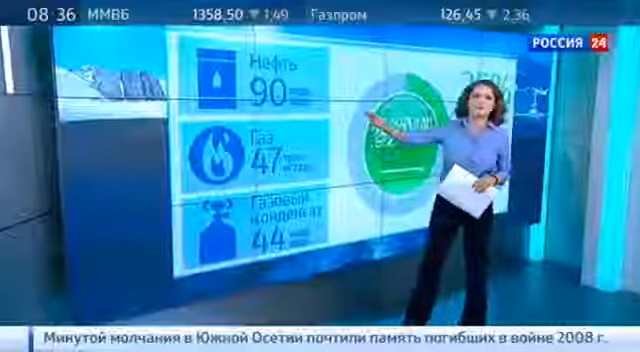 08 36 ММВБ 1358,50 ▼ 1,49 Газпром 126,45 ▼ 2,36
РОССИЯ 24
Нефть
90
Газ
47
Газовый
конденсат
44
Минутой молчания в Южной Осетии почтили память погибших в войне 2008 г.